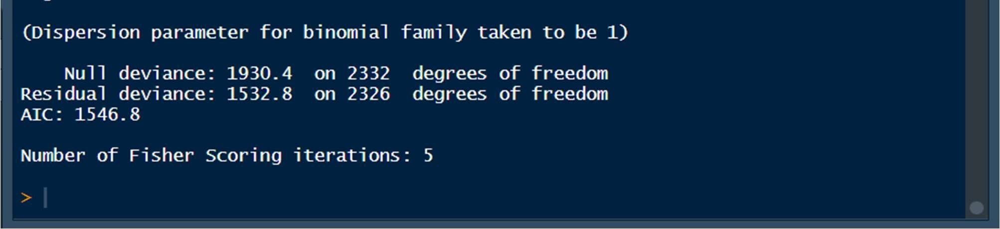 (Dispersion parameter for binomial family taken to be 1)
Null deviance: 1930.4 on 2332 degrees of freedom
Residual deviance: 1532.8 on 2326 degrees of freedom
AIC: 1546.8
Number of Fisher Scoring iterations: 5
>